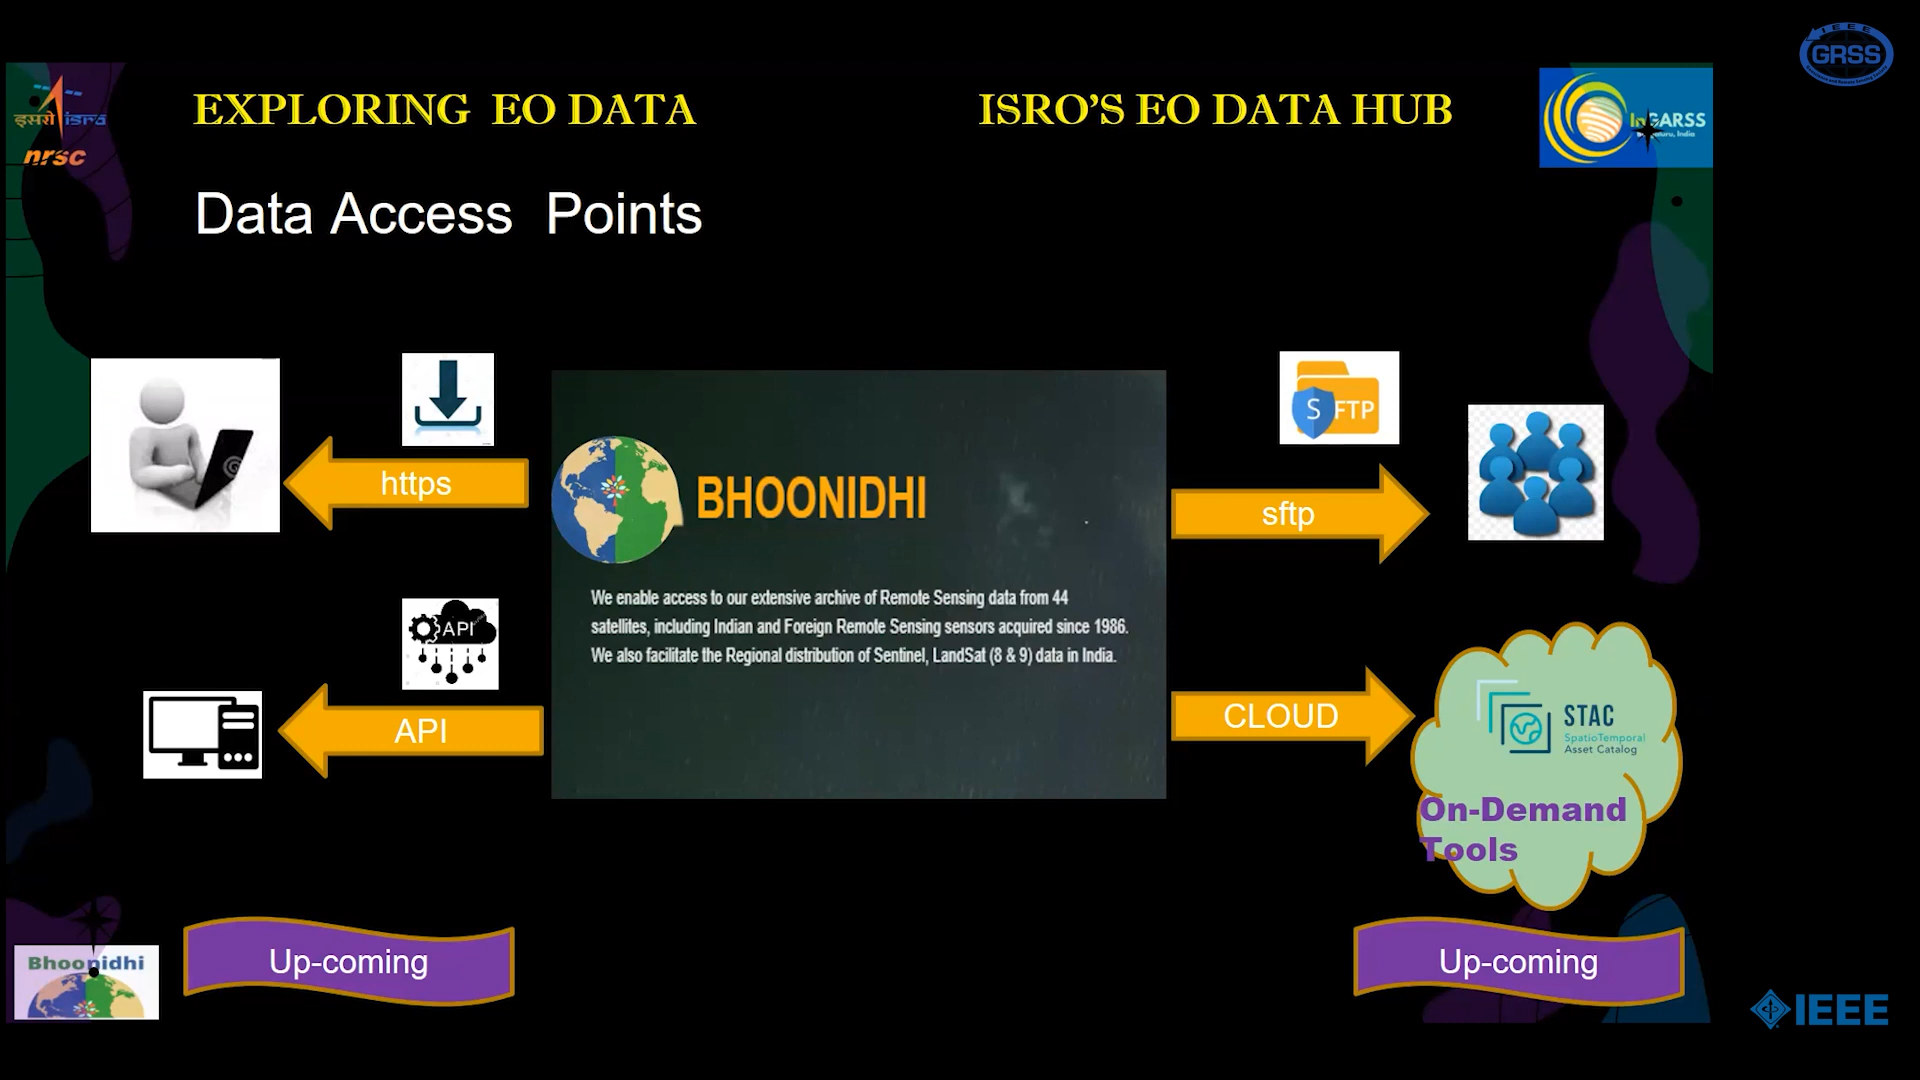 IEEE
GRSS
इसरो isro
nrsc
EXPLORING EO DATA
ISRO'S EO DATA HUB
InGARSS
Data Access Points
https
S FTP
sftp
BHOONIDHI
We enable access to our extensive archive of Remote Sensing data from 44
satellites, including Indian and Foreign Remote Sensing sensors acquired since 1986.
We also facilitate the Regional distribution of Sentinel, LandSat (8 & 9) data in India.
API
API
CLOUD
STAC
SpatioTemporal
Asset Catalog
On-Demand
Tools
Bhoonidhi
Up-coming
Up-coming
IEEE